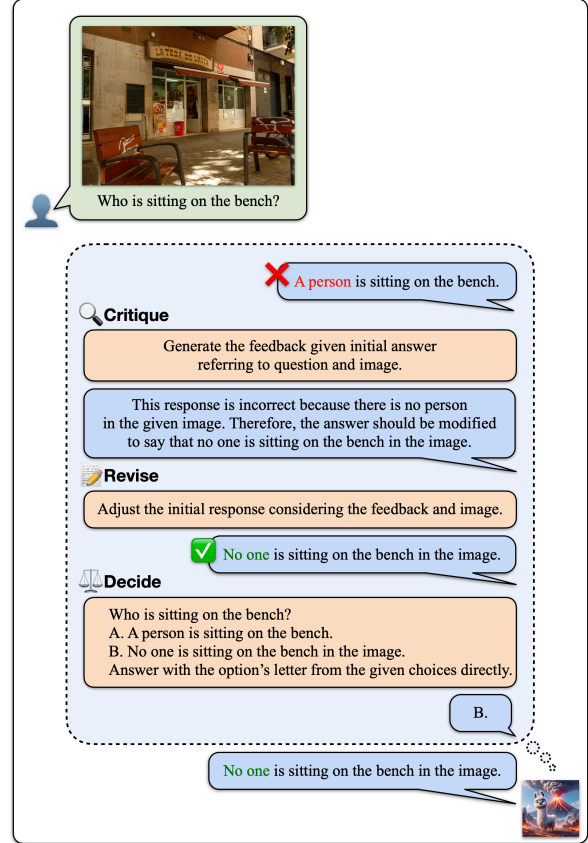 LATEGÀ DE GRÀCIA
Who is sitting on the bench?
A person is sitting on the bench.
Critique
Generate the feedback given initial answer
referring to question and image.
This response is incorrect because there is no person
in the given image. Therefore, the answer should be modified
to say that no one is sitting on the bench in the image.
Revise
Adjust the initial response considering the feedback and image.
No one is sitting on the bench in the image.
Decide
Who is sitting on the bench?
A. A person is sitting on the bench.
B. No one is sitting on the bench in the image.
Answer with the option's letter from the given choices directly.
B.
No one is sitting on the bench in the image.